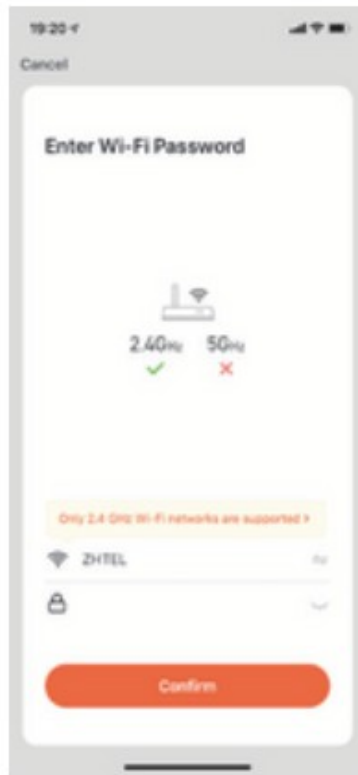 19:20
Cancel
Enter Wi-Fi Password
2.4GHz 5GHz
Only 2.4 GHz Wi-Fi networks are supported >
ZHTEL
Confirm